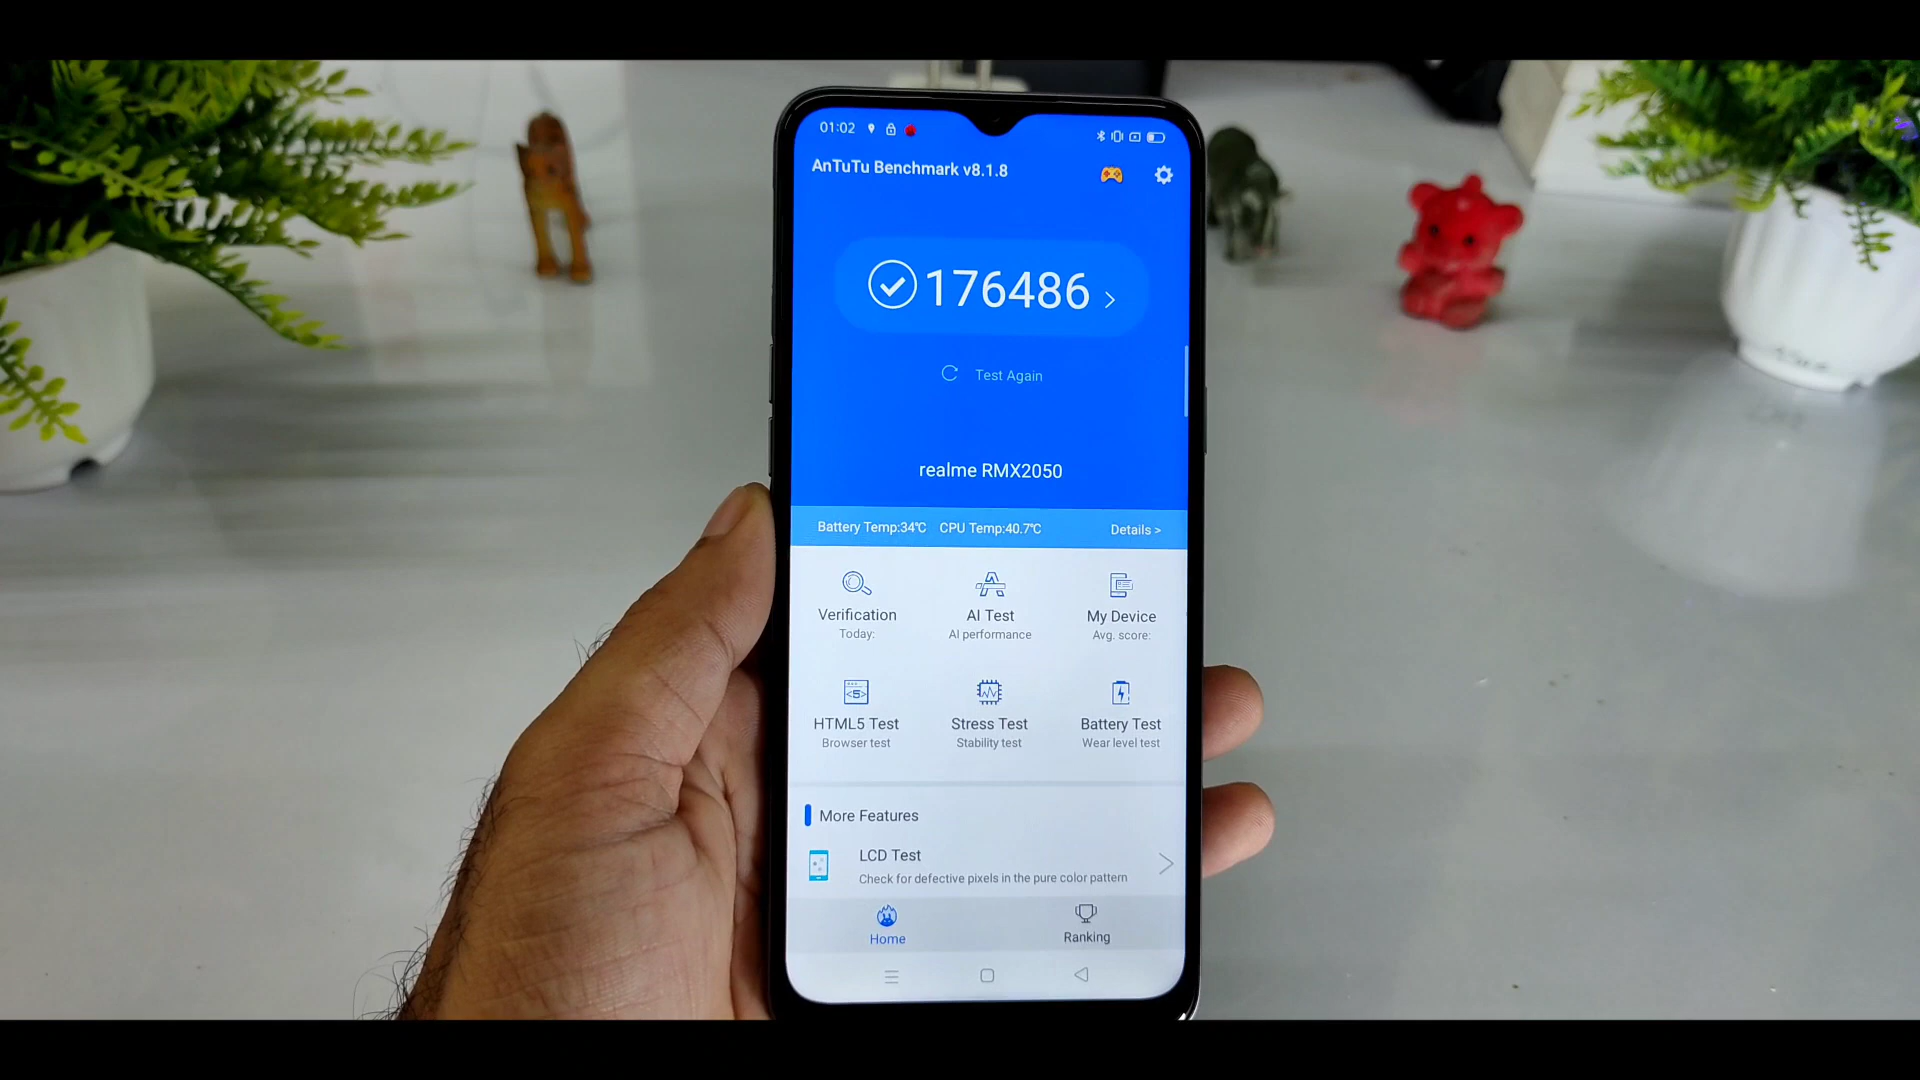 01:02
AnTuTu Benchmark v8.1.8
176486
Test Again
realme RMX2050
Battery Temp:34℃ CPU Temp:40.7℃ Details >
Verification AI Test My Device
Today: AI performance Avg. score:
HTML5 Test Stress Test Battery Test
Browser test Stability test Wear level test
More Features
LCD Test
Check for defective pixels in the pure color pattern
Home Ranking